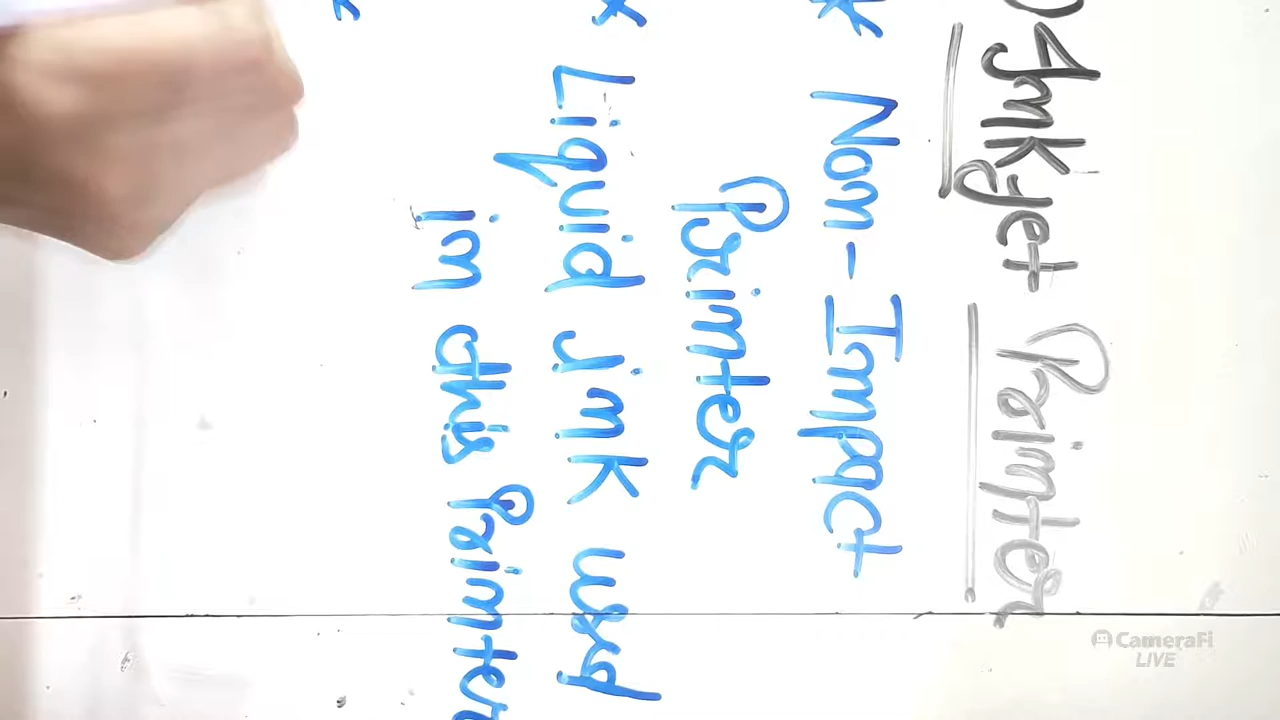 ) Inkjet Printer
* Non-Impact
Printer
* Liquid ink used
in this Printer
*
CameraFi
LIVE